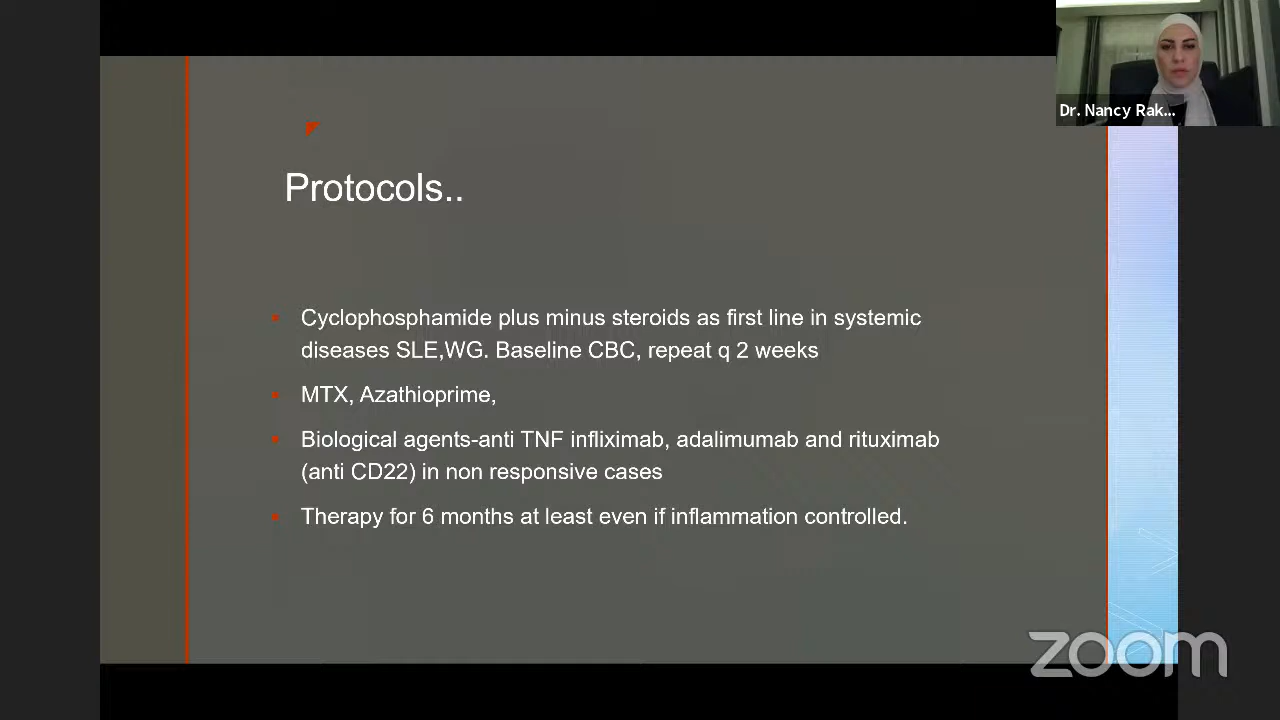 Dr. Nancy Rak...
Protocols..
Cyclophosphamide plus minus steroids as first line in systemic
diseases SLE,WG. Baseline CBC, repeat q 2 weeks
MTX, Azathioprime,
Biological agents-anti TNF infliximab, adalimumab and rituximab
(anti CD22) in non responsive cases
Therapy for 6 months at least even if inflammation controlled.
zoom